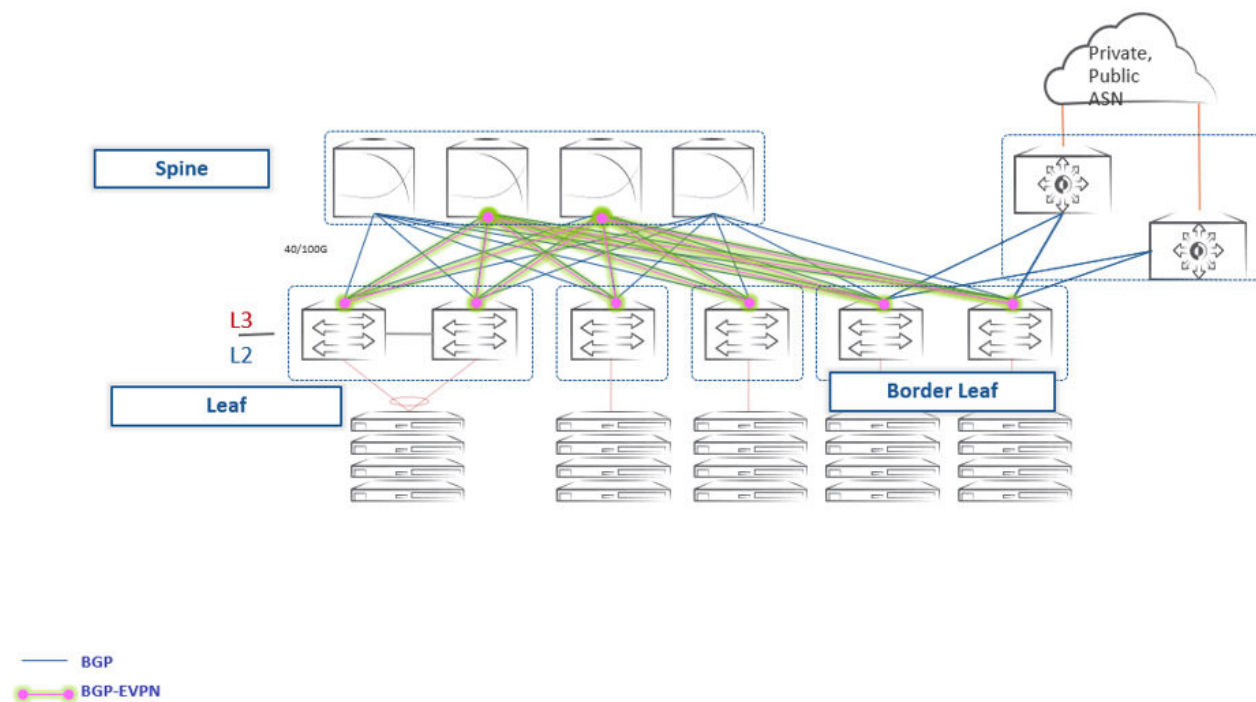 Private,
Public
ASN
Spine
40/100G
L3
L2
Leaf
Border Leaf
BGP
BGP-EVPN